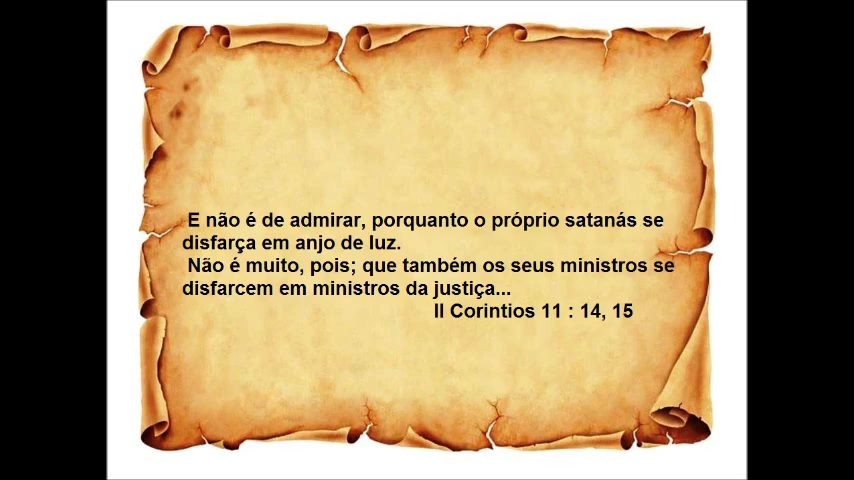 E não é de admirar, porquanto o próprio satanás se
disfarça em anjo de luz.
Não é muito, pois; que também os seus ministros se
disfarcem em ministros da justiça...
II Corintios 11 : 14, 15